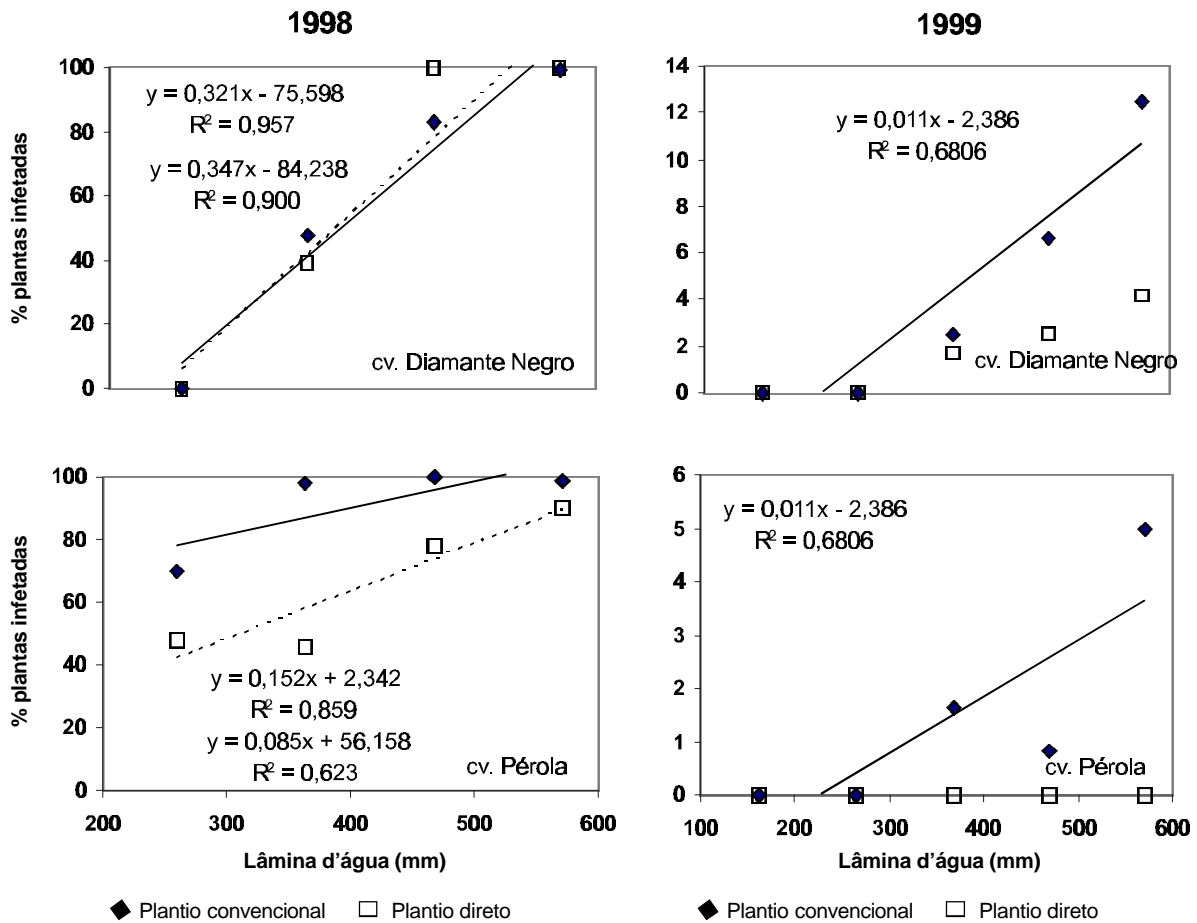 1998
1999
100
80
60
40
20
0
% plantas infetadas
y = 0,321x - 75,598
R² = 0,957
y = 0,347x - 84,238
R² = 0,900
cv. Diamante Negro
14
12
10
8
6
4
2
0
y = 0,011x - 2,386
R² = 0,6806
cv. Diamante Negro
100
80
60
40
20
0
% plantas infetadas
y = 0,152x + 2,342
R² = 0,859
y = 0,085x + 56,158
R² = 0,623
cv. Pérola
200 300 400 500 600
Lâmina d'água (mm)
6
5
4
3
2
1
0
y = 0,011x - 2,386
R² = 0,6806
cv. Pérola
100 200 300 400 500 600
Lâmina d'água (mm)
Plantio convencional Plantio direto
Plantio convencional Plantio direto